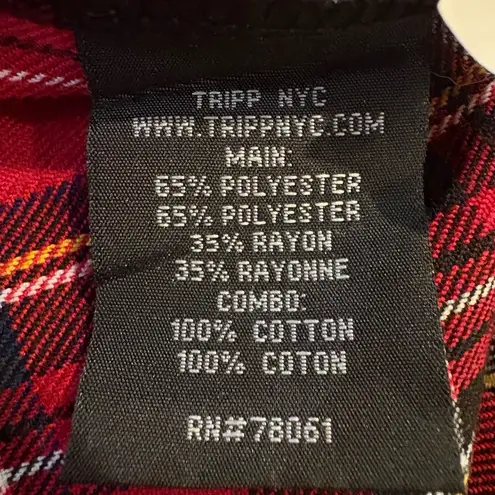 TRIPP NYC
WWW.TRIPPNYC.COM
MAIN:
65% POLYESTER
65% POLYESTER
35% RAYON
35% RAYONNE
COMBO:
100% COTTON
100% COTON
RN#78061